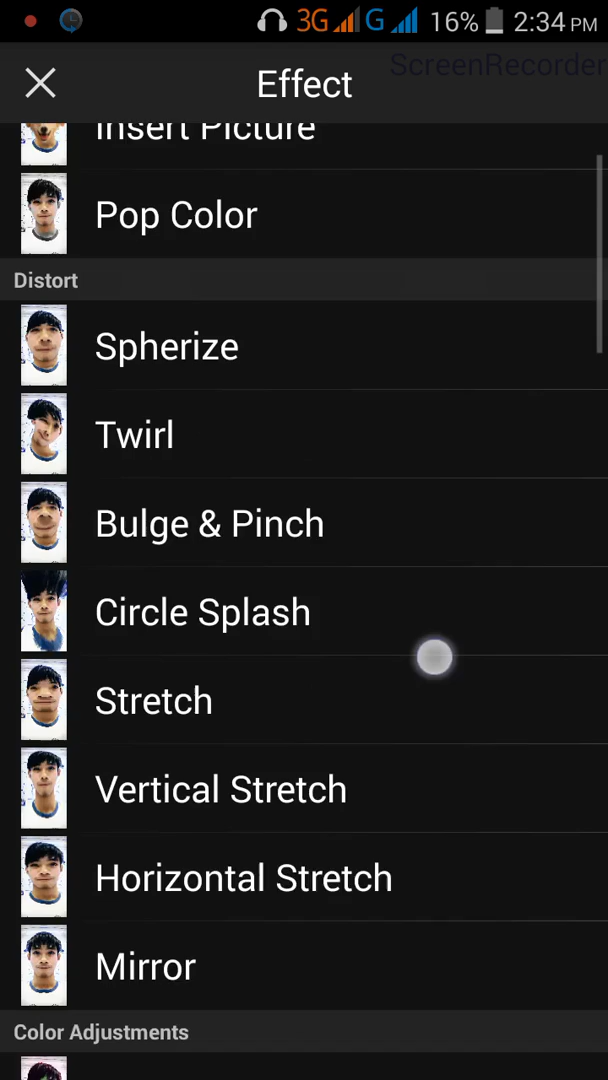 3G G 16% 2:34 PM
ScreenRecorder
Effect
Insert Picture
Pop Color
Distort
Spherize
Twirl
Bulge & Pinch
Circle Splash
Stretch
Vertical Stretch
Horizontal Stretch
Mirror
Color Adjustments